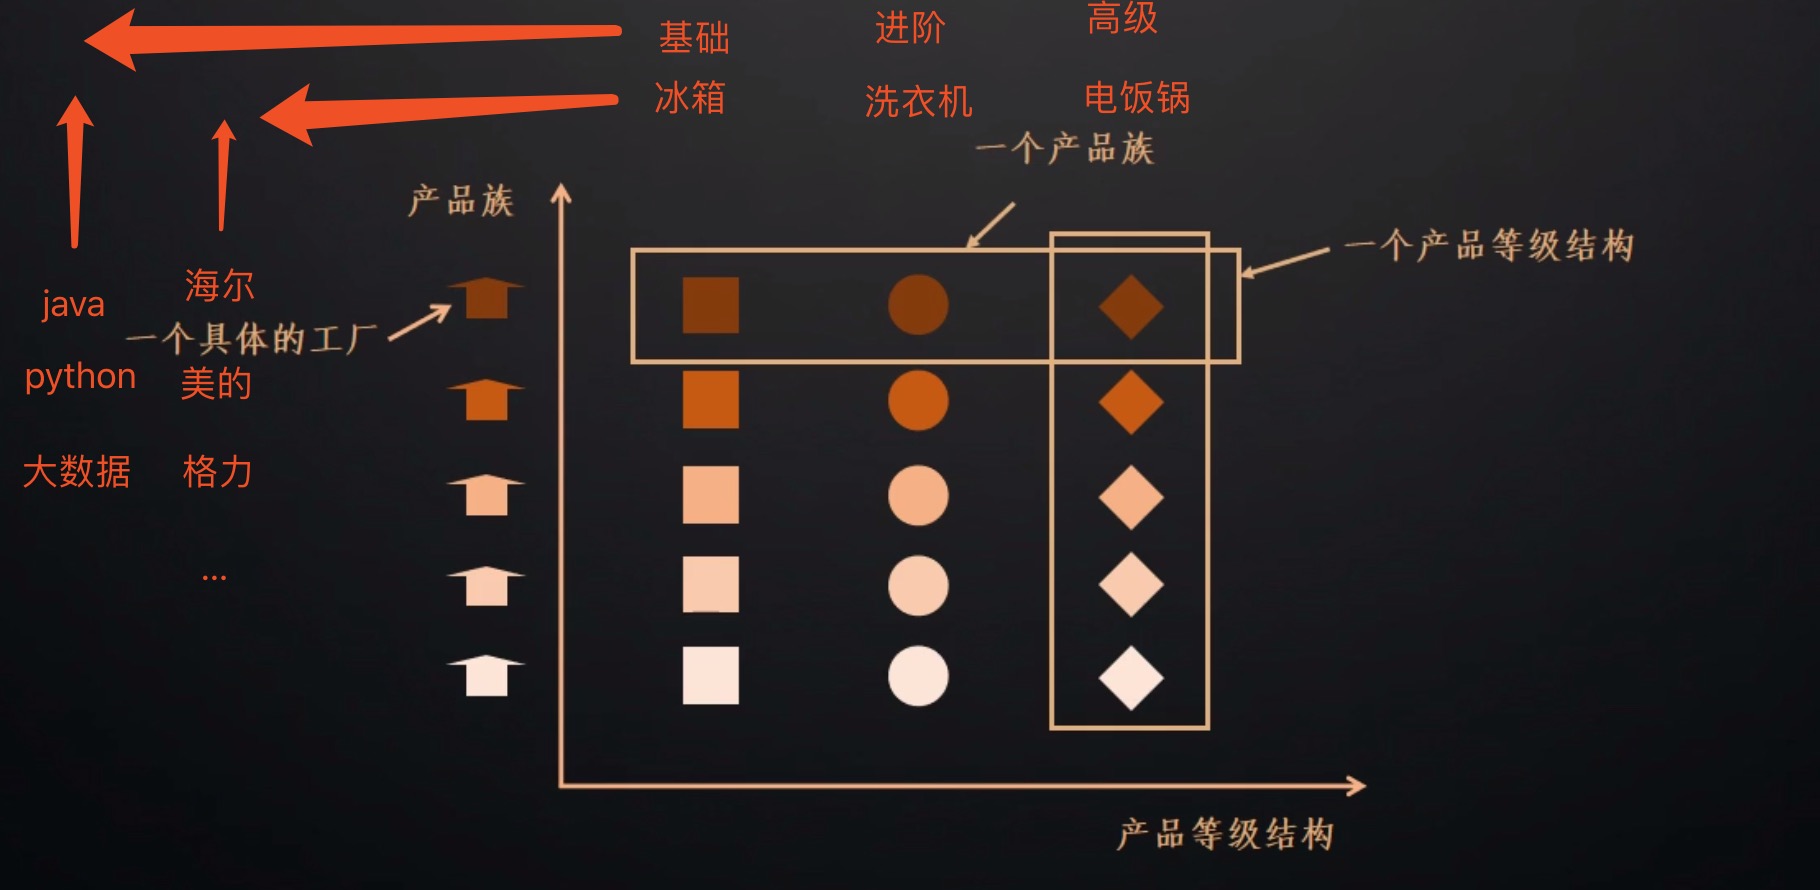 基础 进阶 高级
冰箱 洗衣机 电饭锅
一个产品族
产品族
一个产品等级结构
java 海尔
一个具体的工厂
python 美的
大数据 格力
...
产品等级结构